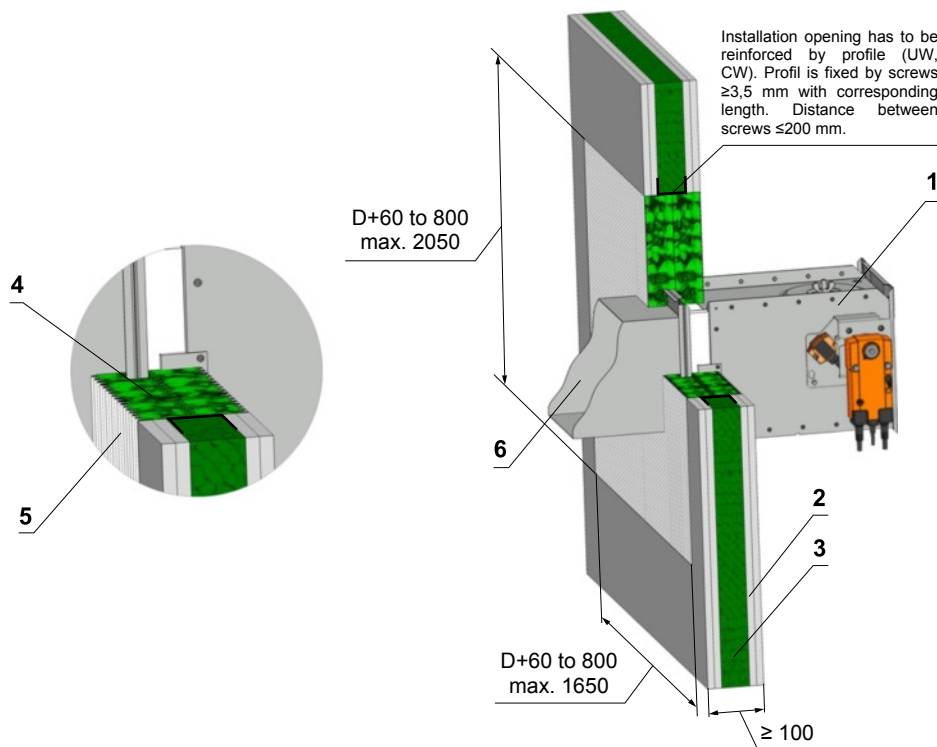 Installation opening has to be
reinforced by profile (UW,
CW). Profil is fixed by screws
≥3,5 mm with corresponding
length. Distance between
screws ≤200 mm.
1
D+60 to 800
max. 2050
4
6
5
2
3
D+60 to 800
max. 1650
≥ 100